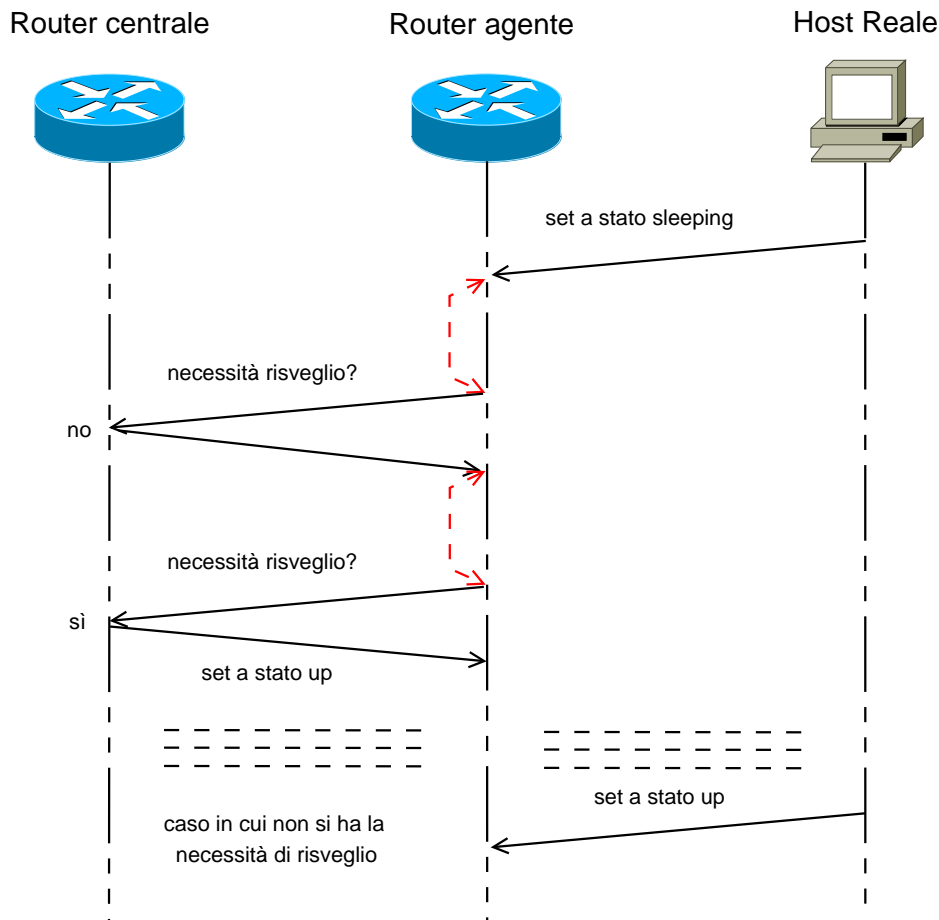 Router centrale
Router agente
Host Reale
set a stato sleeping
necessità risveglio?
no
necessità risveglio?
sì
set a stato up
set a stato up
caso in cui non si ha la
necessità di risveglio